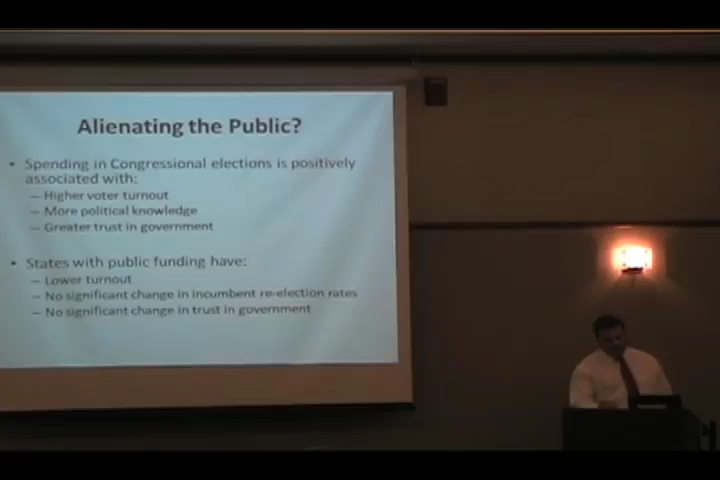 Alienating the Public?
• Spending in Congressional elections is positively
associated with:
– Higher voter turnout
– More political knowledge
– Greater trust in government
• States with public funding have:
– Lower turnout
– No significant change in incumbent re-election rates
– No significant change in trust in government